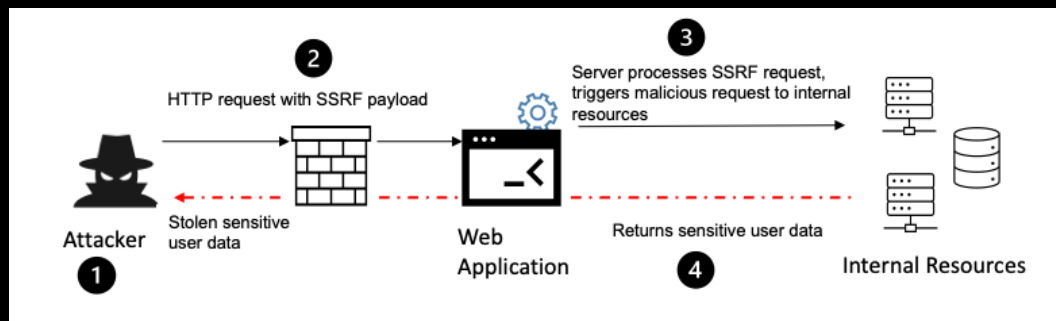 3
2
Server processes SSRF request,
triggers malicious request to internal
resources
HTTP request with SSRF payload
Stolen sensitive
user data
Attacker
1
Web
Application
Returns sensitive user data
4
Internal Resources